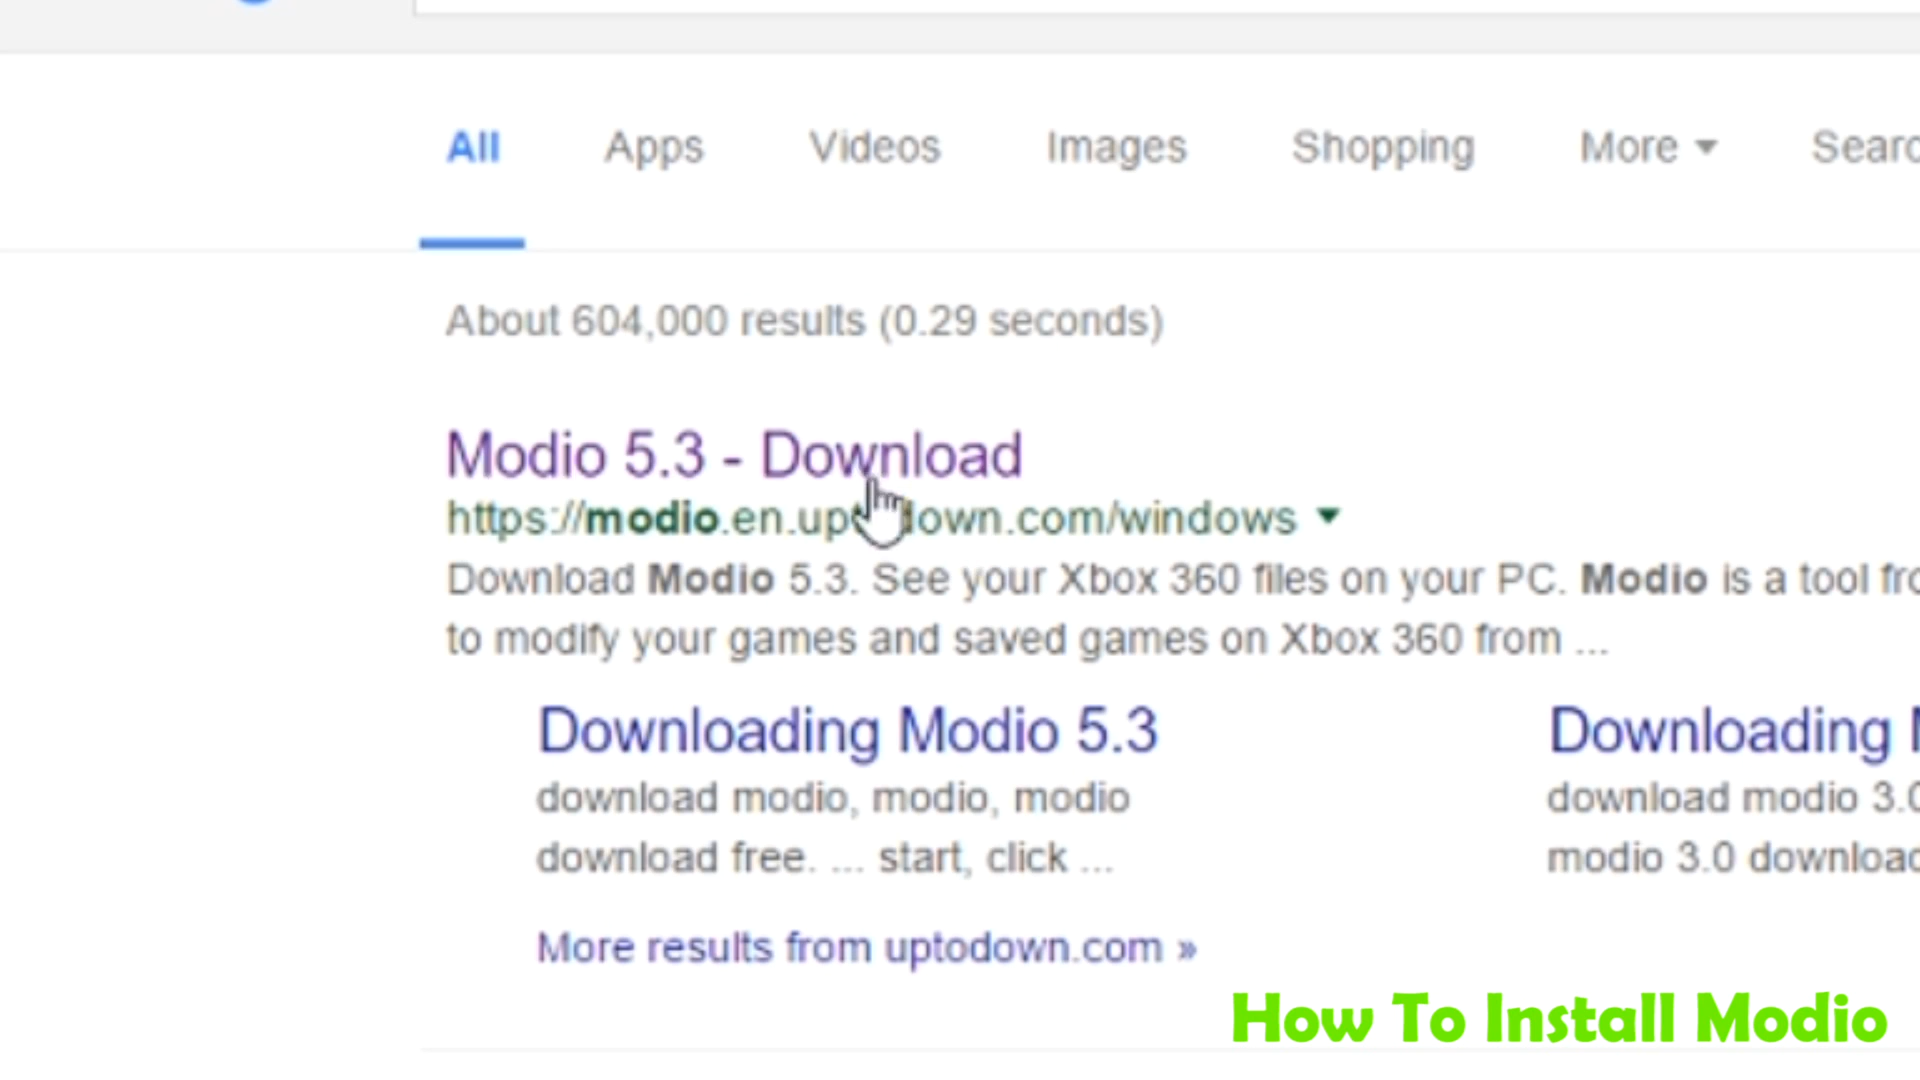 All Apps Videos Images Shopping More
About 604,000 results (0.29 seconds)
Modio 5.3 - Download
https://modio.en.uptodown.com/windows
Download Modio 5.3. See your Xbox 360 files on your PC. Modio is a tool
to modify your games and saved games on Xbox 360 from ...
Downloading Modio 5.3
download modio, modio, modio
download free. ... start, click ...
Downloading
download modio 3.0
modio 3.0
More results from uptodown.com »
How To Install Modio